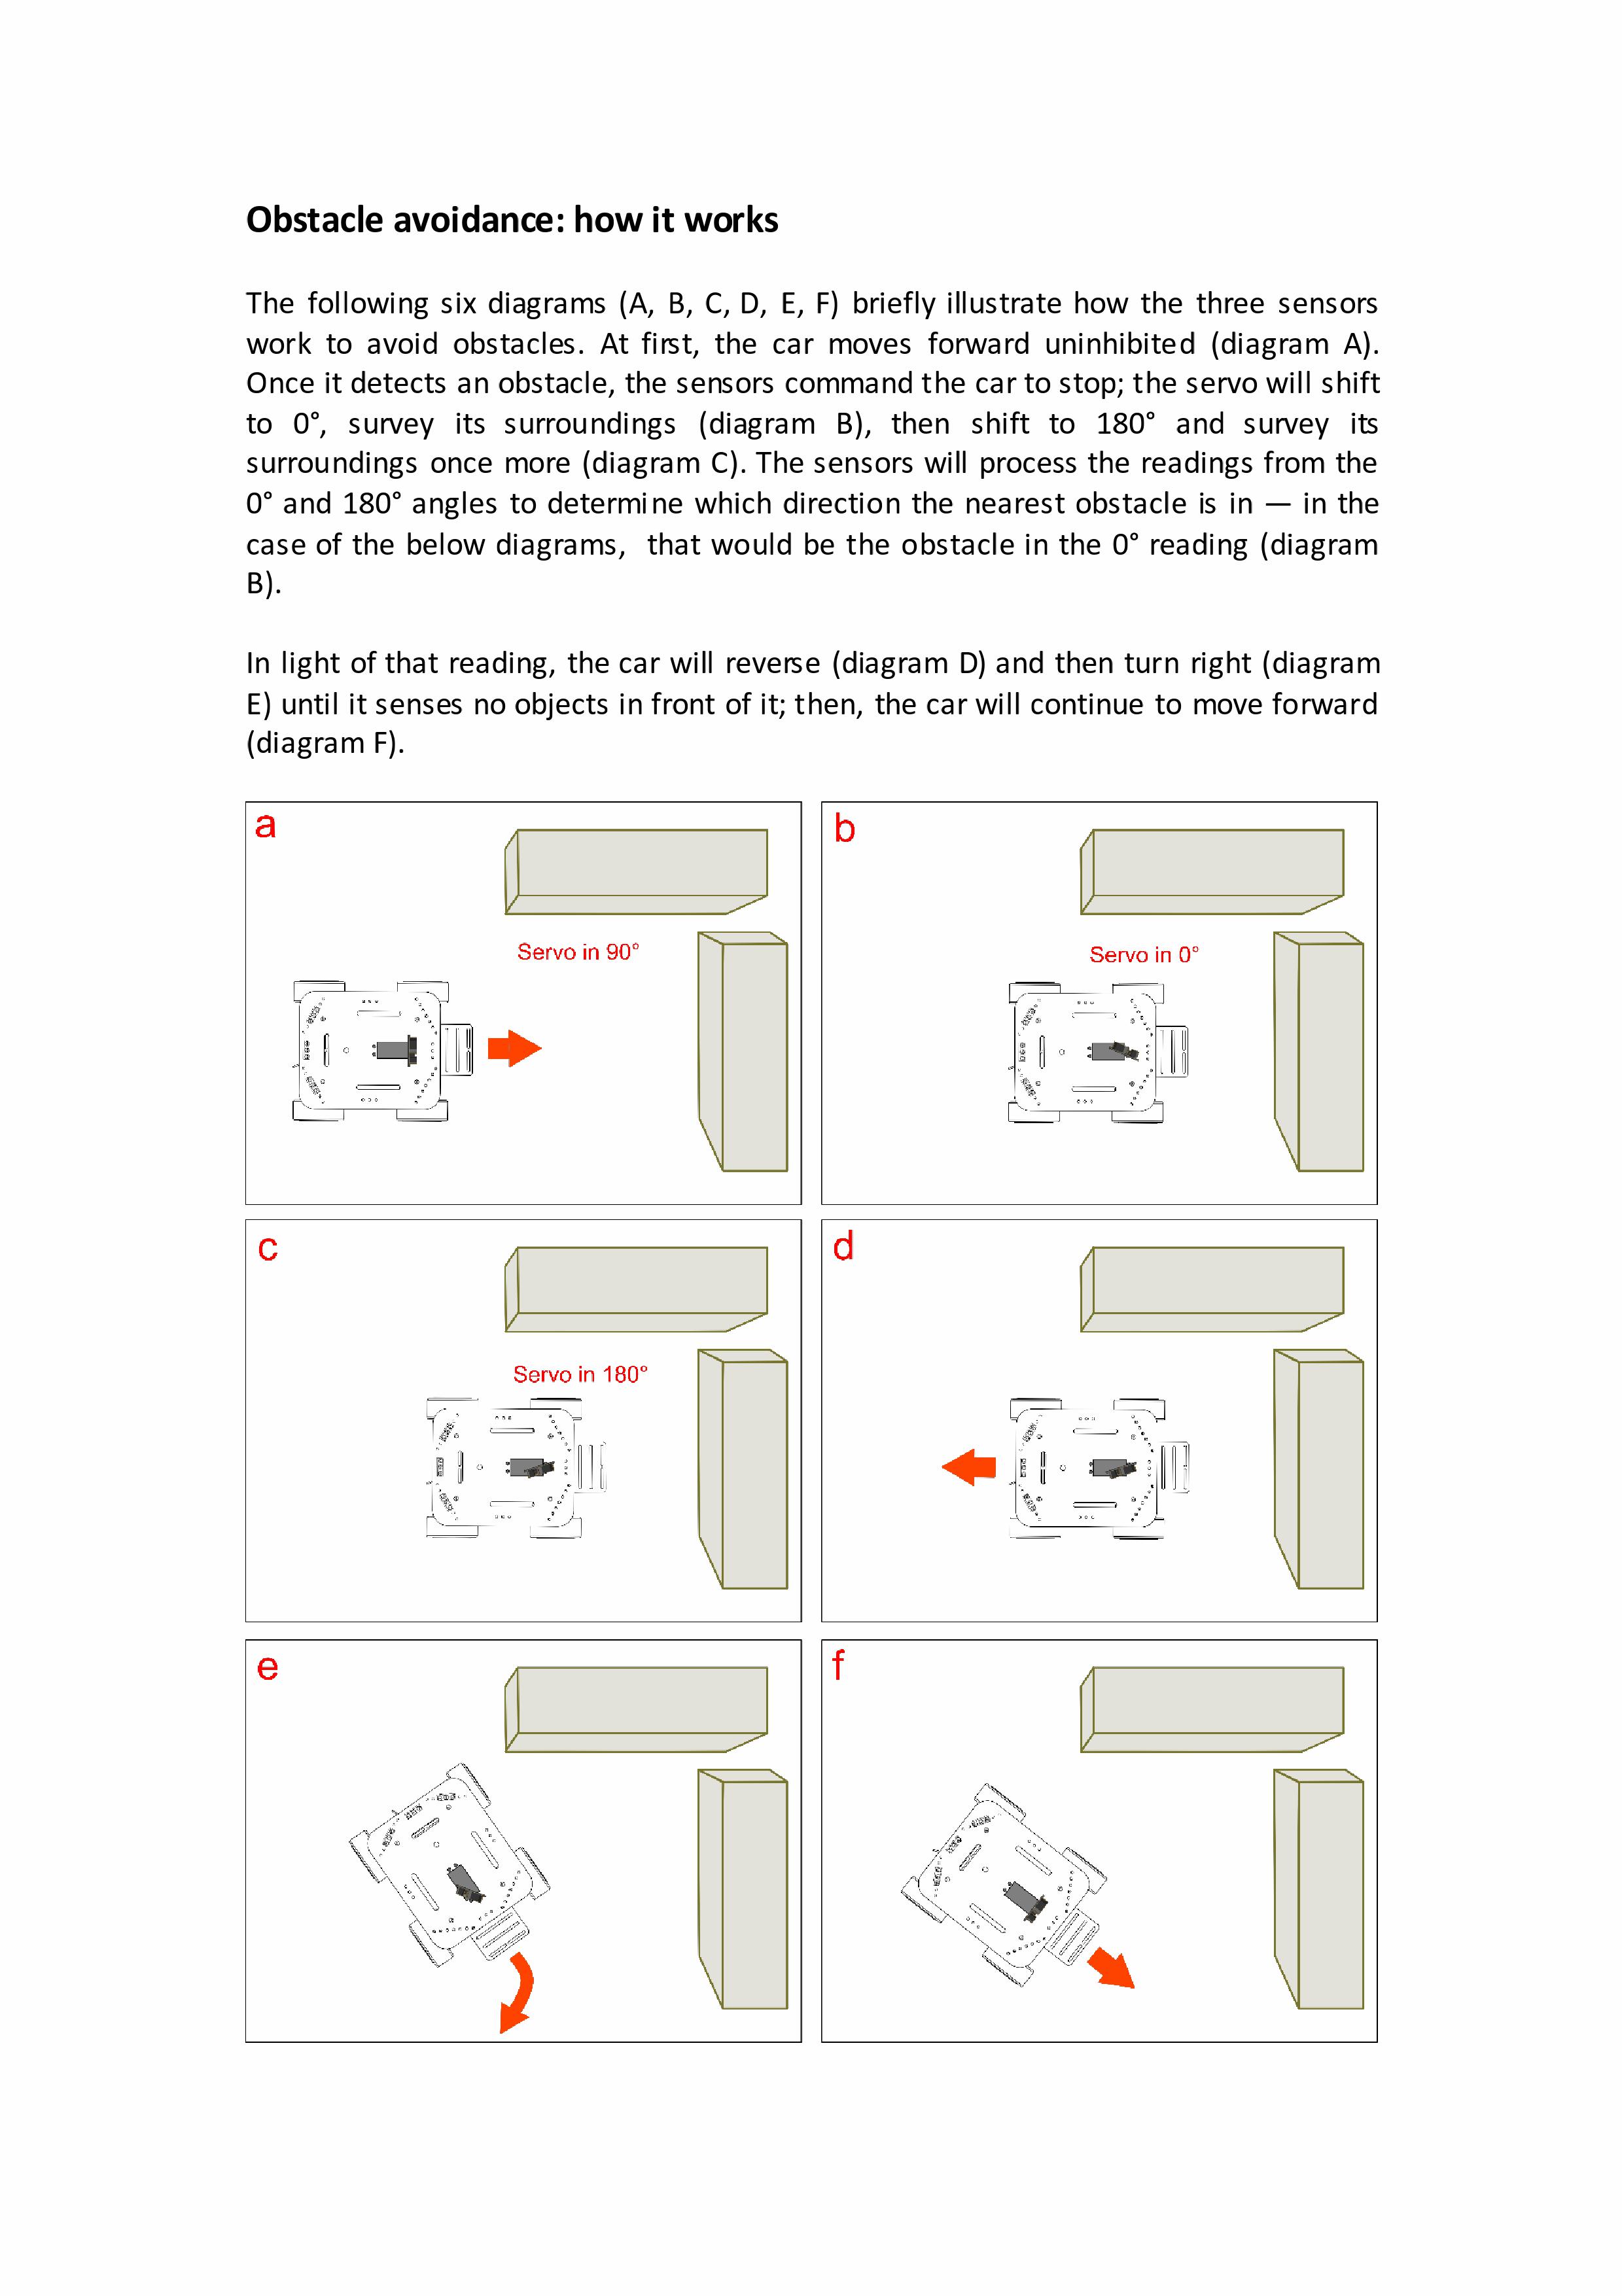 Obstacle avoidance: how it works
The following six diagrams (A, B, C, D, E, F) briefly illustrate how the three sensors
work to avoid obstacles. At first, the car moves forward uninhibited (diagram A).
Once it detects an obstacle, the sensors command the car to stop; the servo will shift
to 0°, survey its surroundings (diagram B), then shift to 180° and survey its
surroundings once more (diagram C). The sensors will process the readings from the
0° and 180° angles to determine which direction the nearest obstacle is in — in the
case of the below diagrams, that would be the obstacle in the 0° reading (diagram
B).
In light of that reading, the car will reverse (diagram D) and then turn right (diagram
E) until it senses no objects in front of it; then, the car will continue to move forward
(diagram F).
a
Servo in 90°
b
Servo in 0°
c
Servo in 180°
d
e
f